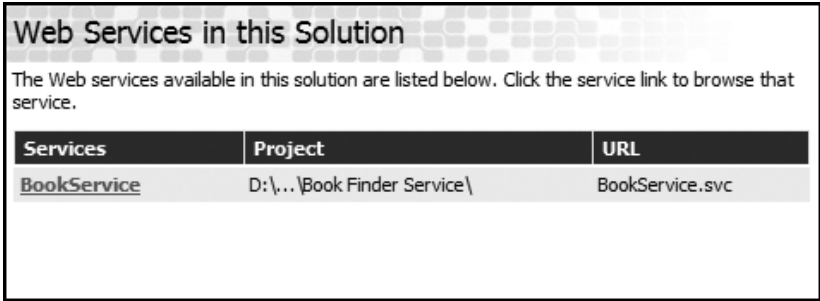 Web Services in this Solution
The Web services available in this solution are listed below. Click the service link to browse that
service.
Services Project URL
BookService D:\...\Book Finder Service\ BookService.svc